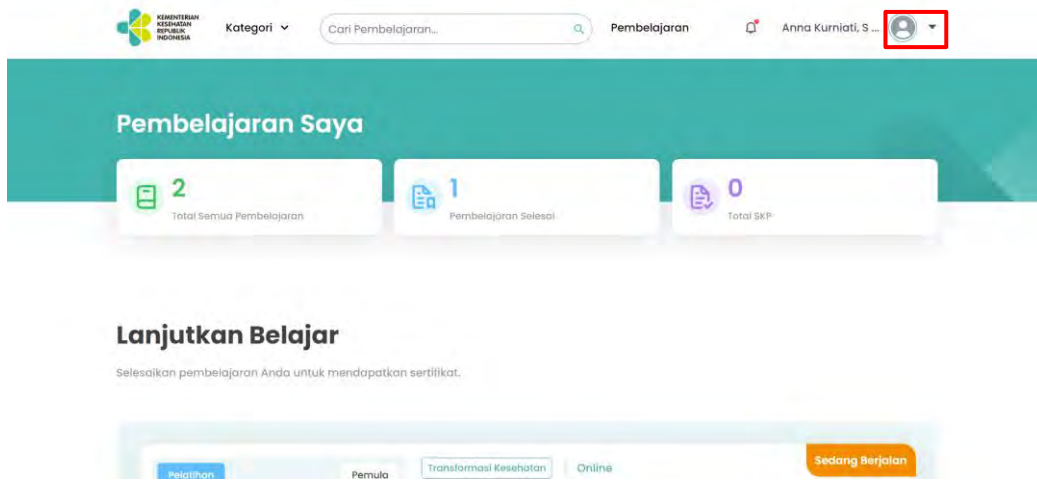 KEMENTERIAN
KESEHATAN
REPUBLIK
INDONESIA
Kategori
Cari Pembelajaran...
Pembelajaran
Anna Kurniati, S ...
Pembelajaran Saya
2
Total Semua Pembelajaran
1
Pembelajaran Selesai
0
Total SKP
Lanjutkan Belajar
Selesaikan pembelajaran Anda untuk mendapatkan sertifikat.
Pelatihan
Pemula
Transformasi Kesehatan
Online
Sedang Berjalan